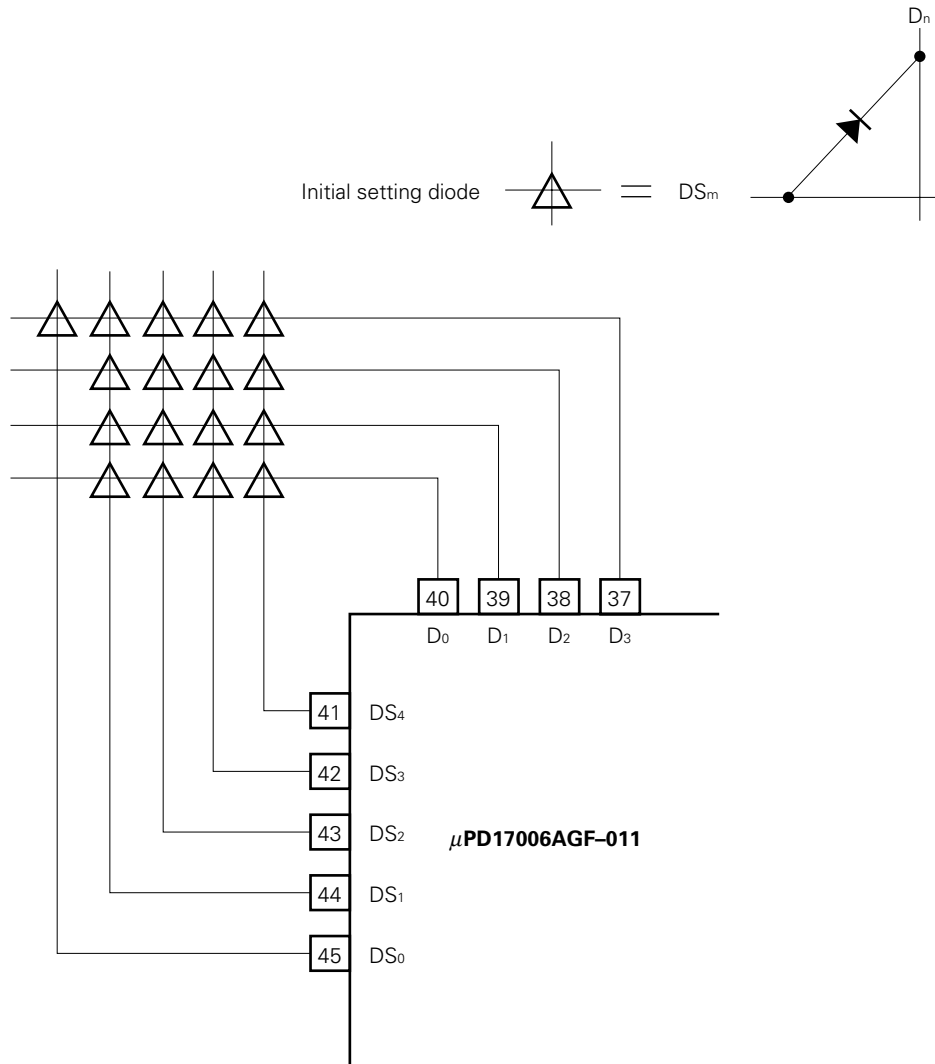 Dn
Initial setting diode
DSm
40 39 38 37
D0 D1 D2 D3
41 DS4
42 DS3
43 DS2
μPD17006AGF–011
44 DS1
45 DS0